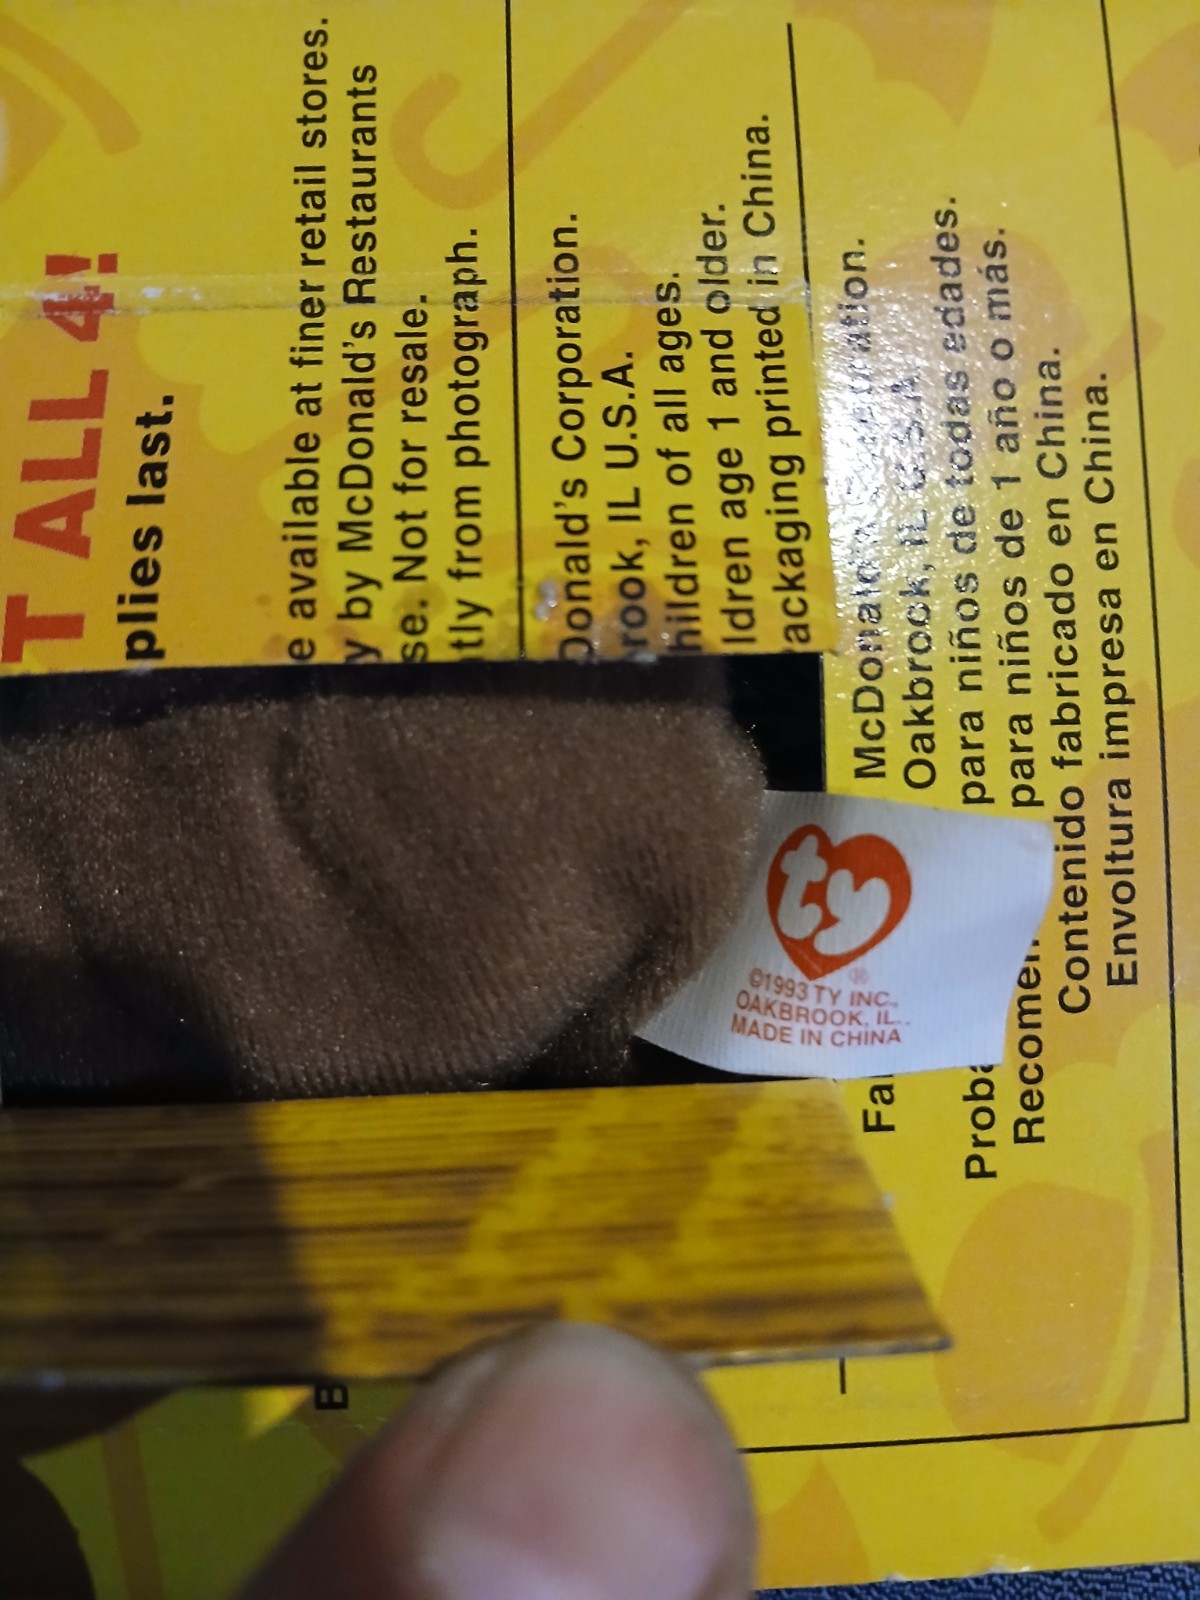 T ALL 4!
plies last.
e available at finer retail stores.
y by McDonald's Restaurants
se. Not for resale.
tly from photograph.
Donald's Corporation.
rook, IL U.S.A.
hildren of all ages.
ldren age 1 and older.
ackaging printed in China.
Fa McDonald's Corporation.
Oakbrook, IL U.S.A.
Proba para niños de todas edades.
Recomen para niños de 1 año o más.
Contenido fabricado en China.
Envoltura impresa en China.
B
ty
®
©1993 TY INC.,
OAKBROOK, IL..
MADE IN CHINA